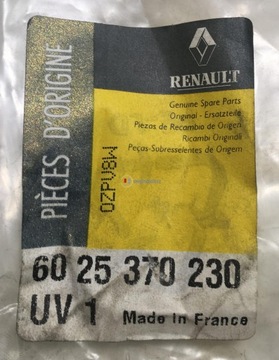 RENAULT
PIÈCES D'ORIGINE
Genuine Spare Parts
Original - Ersatzteile
Piezas de Recambio de Origen
Ricambi Originali
Peças-Sobresselentes de Origem
OZPV8W
60 25 370 230
UV 1 Made in France